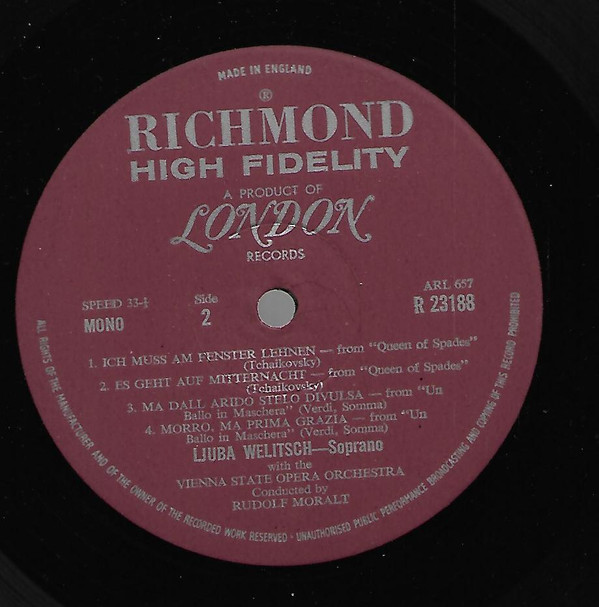 MADE IN ENGLAND
®
RICHMOND
HIGH FIDELITY
A PRODUCT OF
LONDON
RECORDS
SPEED 33-⅓
MONO
Side
2
ARL 657
R 23188
1. ICH MUSS AM FENSTER LEHNEN — from "Queen of Spades"
(Tchaikovsky)
2. ES GEHT AUF MITTERNACHT — from "Queen of Spades"
(Tchaikovsky)
3. MA DALL ARIDO STELO DIVULSA — from "Un
Ballo in Maschera" (Verdi, Somma)
4. MORRO, MA PRIMA GRAZIA — from "Un
Ballo in Maschera" (Verdi, Somma)
LJUBA WELITSCH—Soprano
with the
VIENNA STATE OPERA ORCHESTRA
Conducted by
RUDOLF MORALT
ALL RIGHTS OF THE MANUFACTURER AND OF THE OWNER OF THE RECORDED WORK RESERVED · UNAUTHORISED PUBLIC PERFORMANCE BROADCASTING AND COPYING OF THIS RECORD PROHIBITED